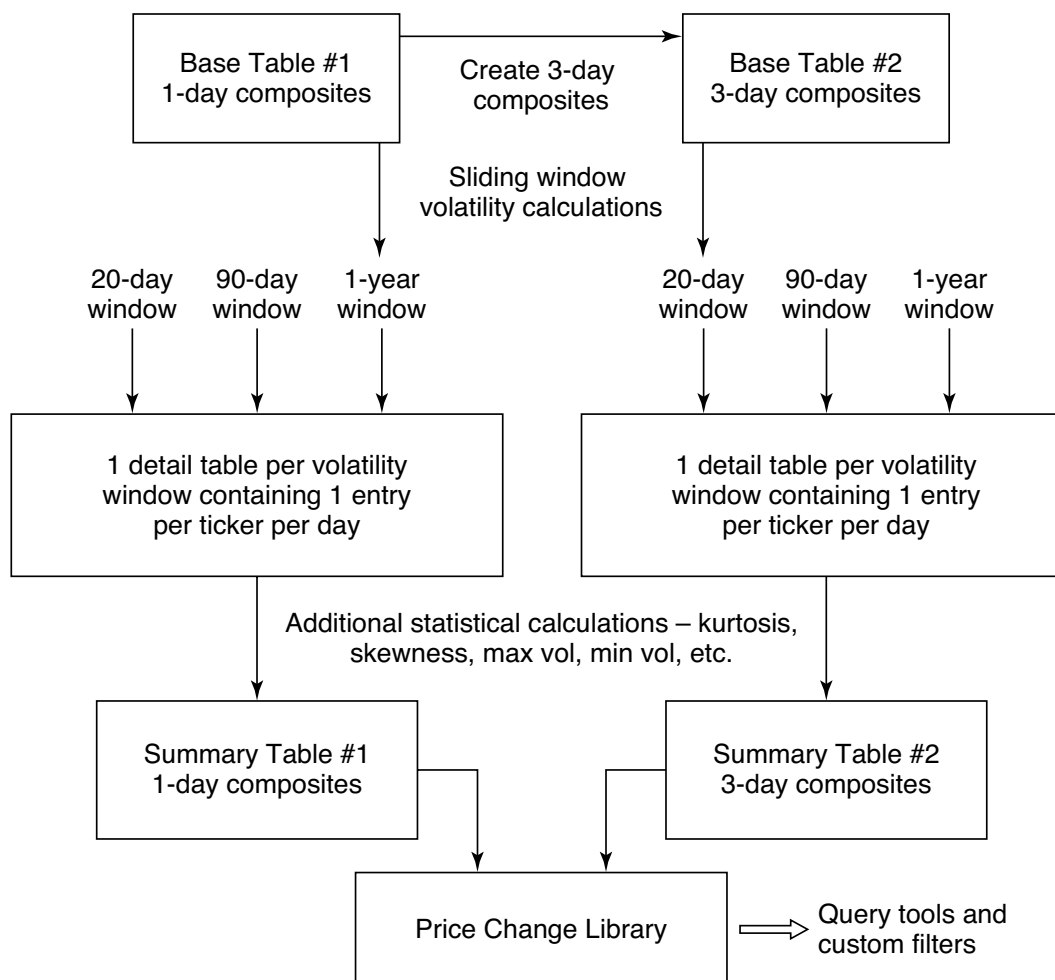 Base Table #1
1-day composites
Create 3-day
composites
Base Table #2
3-day composites
Sliding window
volatility calculations
20-day
window
90-day
window
1-year
window
20-day
window
90-day
window
1-year
window
1 detail table per volatility
window containing 1 entry
per ticker per day
1 detail table per volatility
window containing 1 entry
per ticker per day
Additional statistical calculations – kurtosis,
skewness, max vol, min vol, etc.
Summary Table #1
1-day composites
Summary Table #2
3-day composites
Price Change Library
Query tools and
custom filters